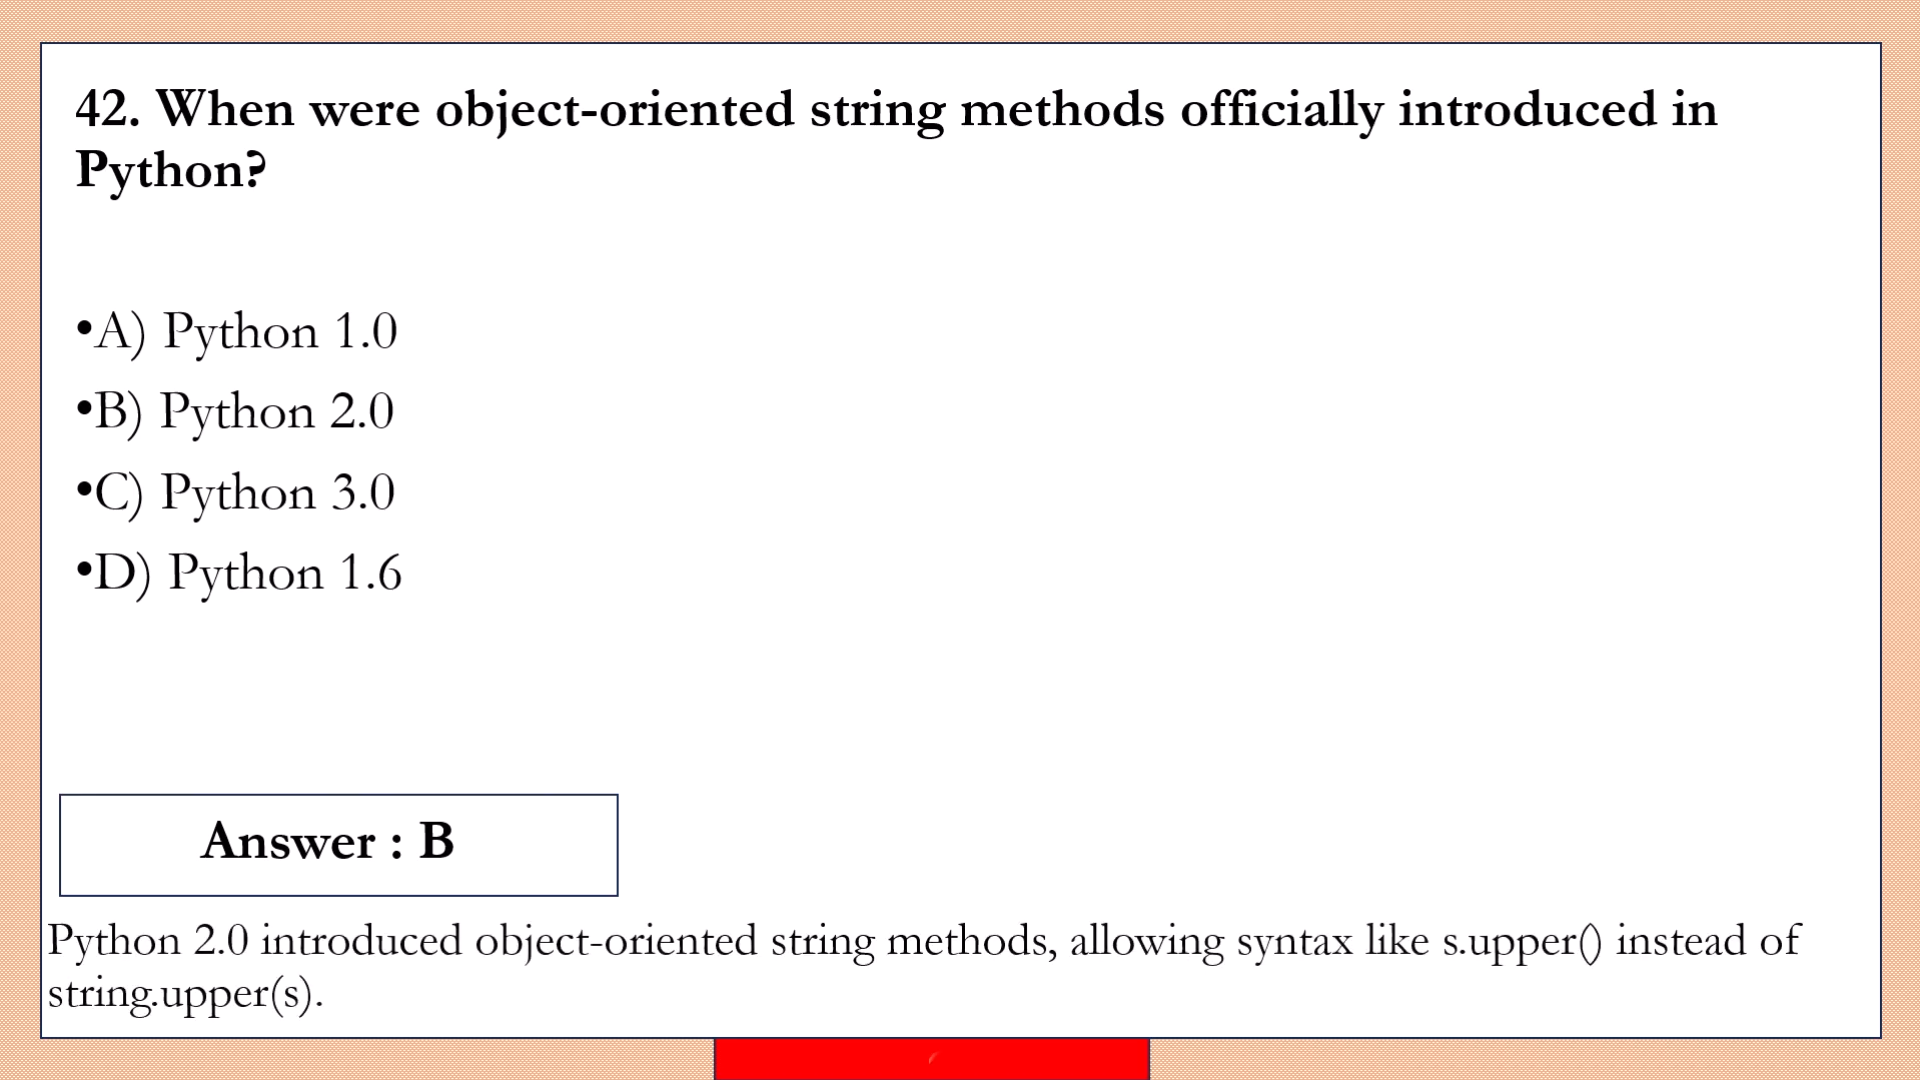 42. When were object-oriented string methods officially introduced in
Python?
•A) Python 1.0
•B) Python 2.0
•C) Python 3.0
•D) Python 1.6
Answer : B
Python 2.0 introduced object-oriented string methods, allowing syntax like s.upper() instead of
string.upper(s).